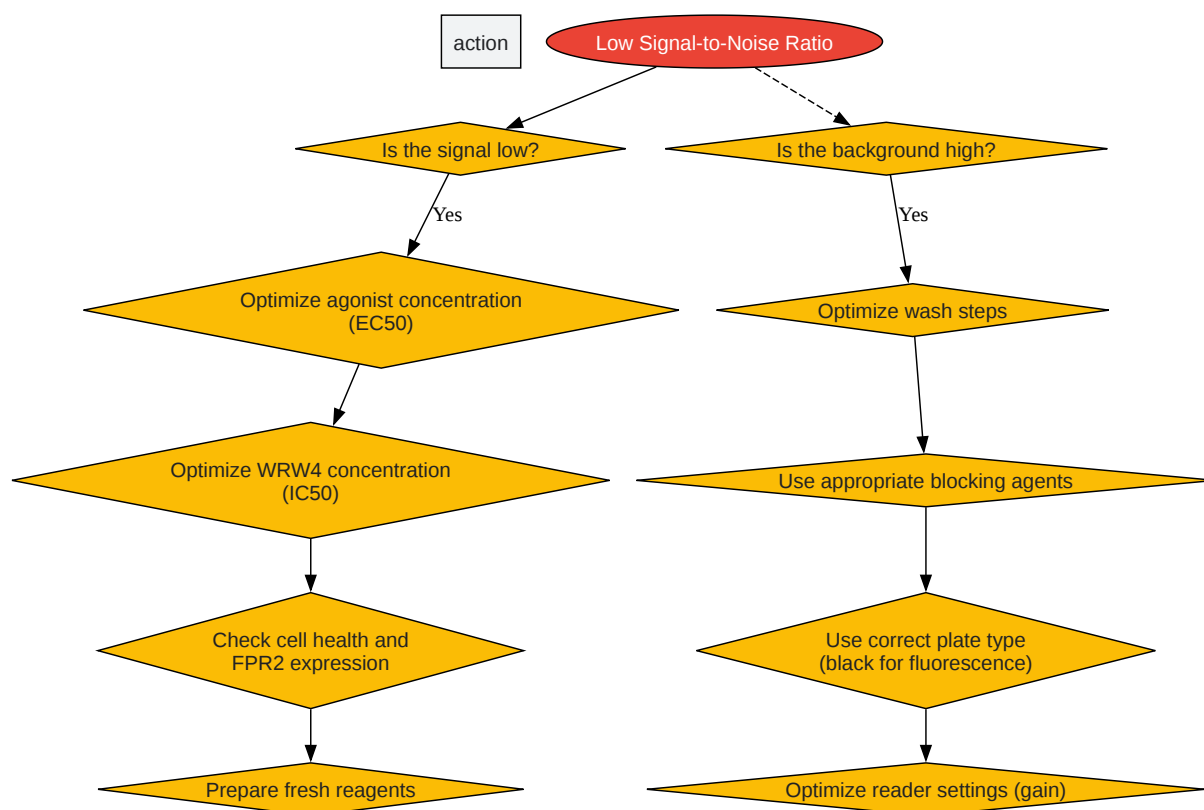 action
Low Signal-to-Noise Ratio
Is the signal low?
Is the background high?
Yes
Yes
Optimize agonist concentration
(EC50)
Optimize wash steps
Optimize WRW4 concentration
(IC50)
Use appropriate blocking agents
Check cell health and
FPR2 expression
Use correct plate type
(black for fluorescence)
Prepare fresh reagents
Optimize reader settings (gain)